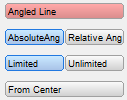 Angled Line
AbsoluteAng Relative Ang
Limited Unlimited
From Center